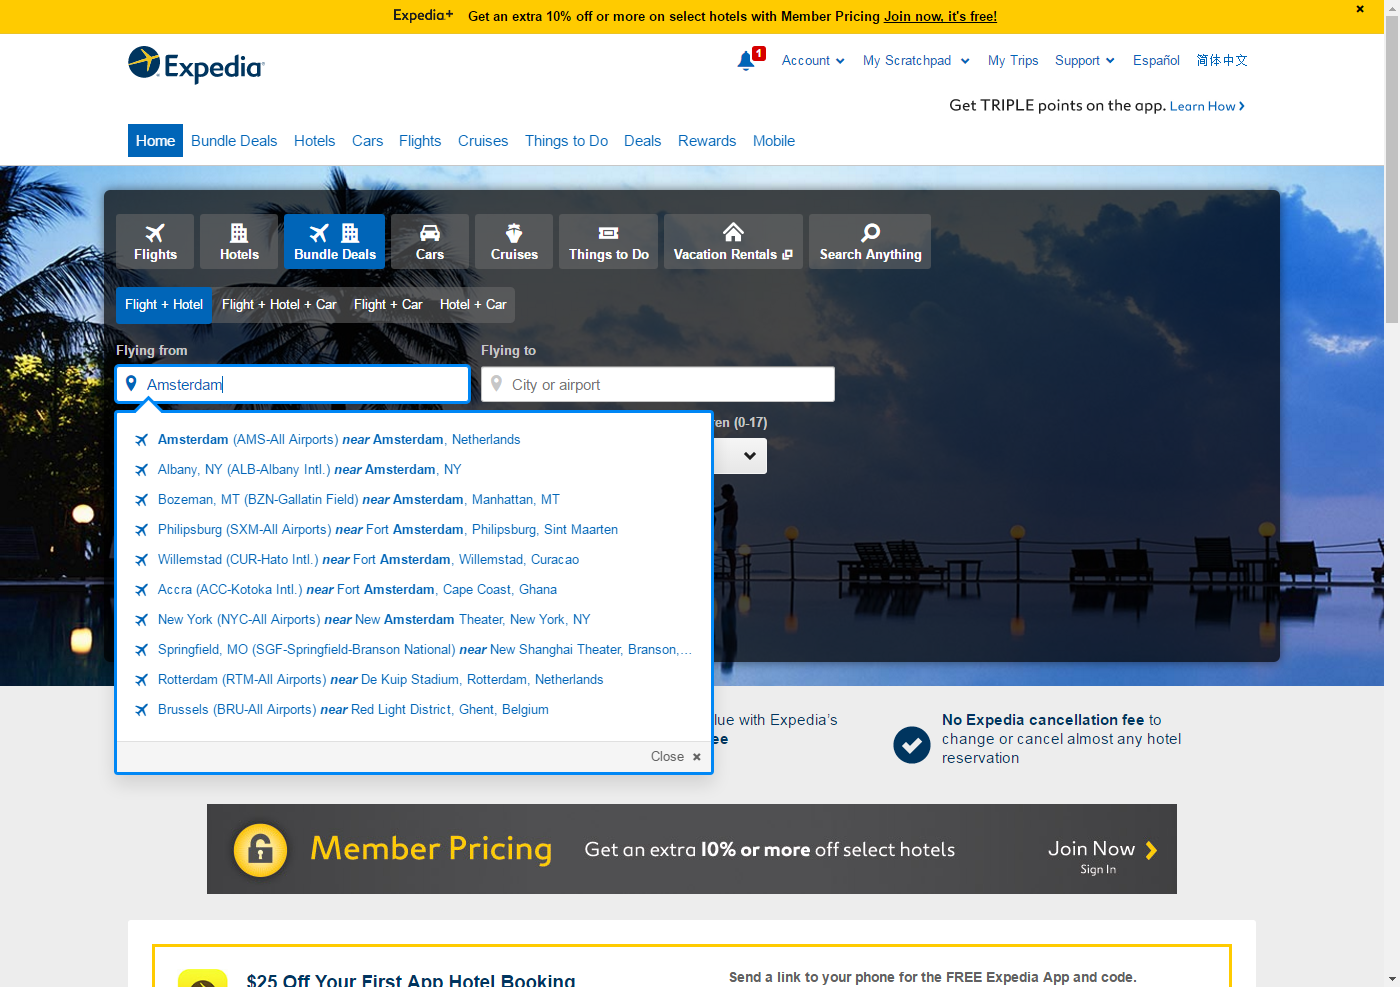 Expedia+ Get an extra 10% off or more on select hotels with Member Pricing Join now, it's free!
Expedia
1 Account My Scratchpad My Trips Support Español 简体中文
Get TRIPLE points on the app. Learn How
Home Bundle Deals Hotels Cars Flights Cruises Things to Do Deals Rewards Mobile
Flights Hotels Bundle Deals Cars Cruises Things to Do Vacation Rentals Search Anything
Flight + Hotel Flight + Hotel + Car Flight + Car Hotel + Car
Flying from Flying to
Amsterdam City or airport
ren (0-17)
Amsterdam (AMS-All Airports) near Amsterdam, Netherlands
Albany, NY (ALB-Albany Intl.) near Amsterdam, NY
Bozeman, MT (BZN-Gallatin Field) near Amsterdam, Manhattan, MT
Philipsburg (SXM-All Airports) near Fort Amsterdam, Philipsburg, Sint Maarten
Willemstad (CUR-Hato Intl.) near Fort Amsterdam, Willemstad, Curacao
Accra (ACC-Kotoka Intl.) near Fort Amsterdam, Cape Coast, Ghana
New York (NYC-All Airports) near New Amsterdam Theater, New York, NY
Springfield, MO (SGF-Springfield-Branson National) near New Shanghai Theater, Branson,...
Rotterdam (RTM-All Airports) near De Kuip Stadium, Rotterdam, Netherlands
Brussels (BRU-All Airports) near Red Light District, Ghent, Belgium
Close
lue with Expedia's
ee
No Expedia cancellation fee to
change or cancel almost any hotel
reservation
Member Pricing Get an extra 10% or more off select hotels Join Now
Sign In
$25 Off Your First App Hotel Booking
Send a link to your phone for the FREE Expedia App and code.